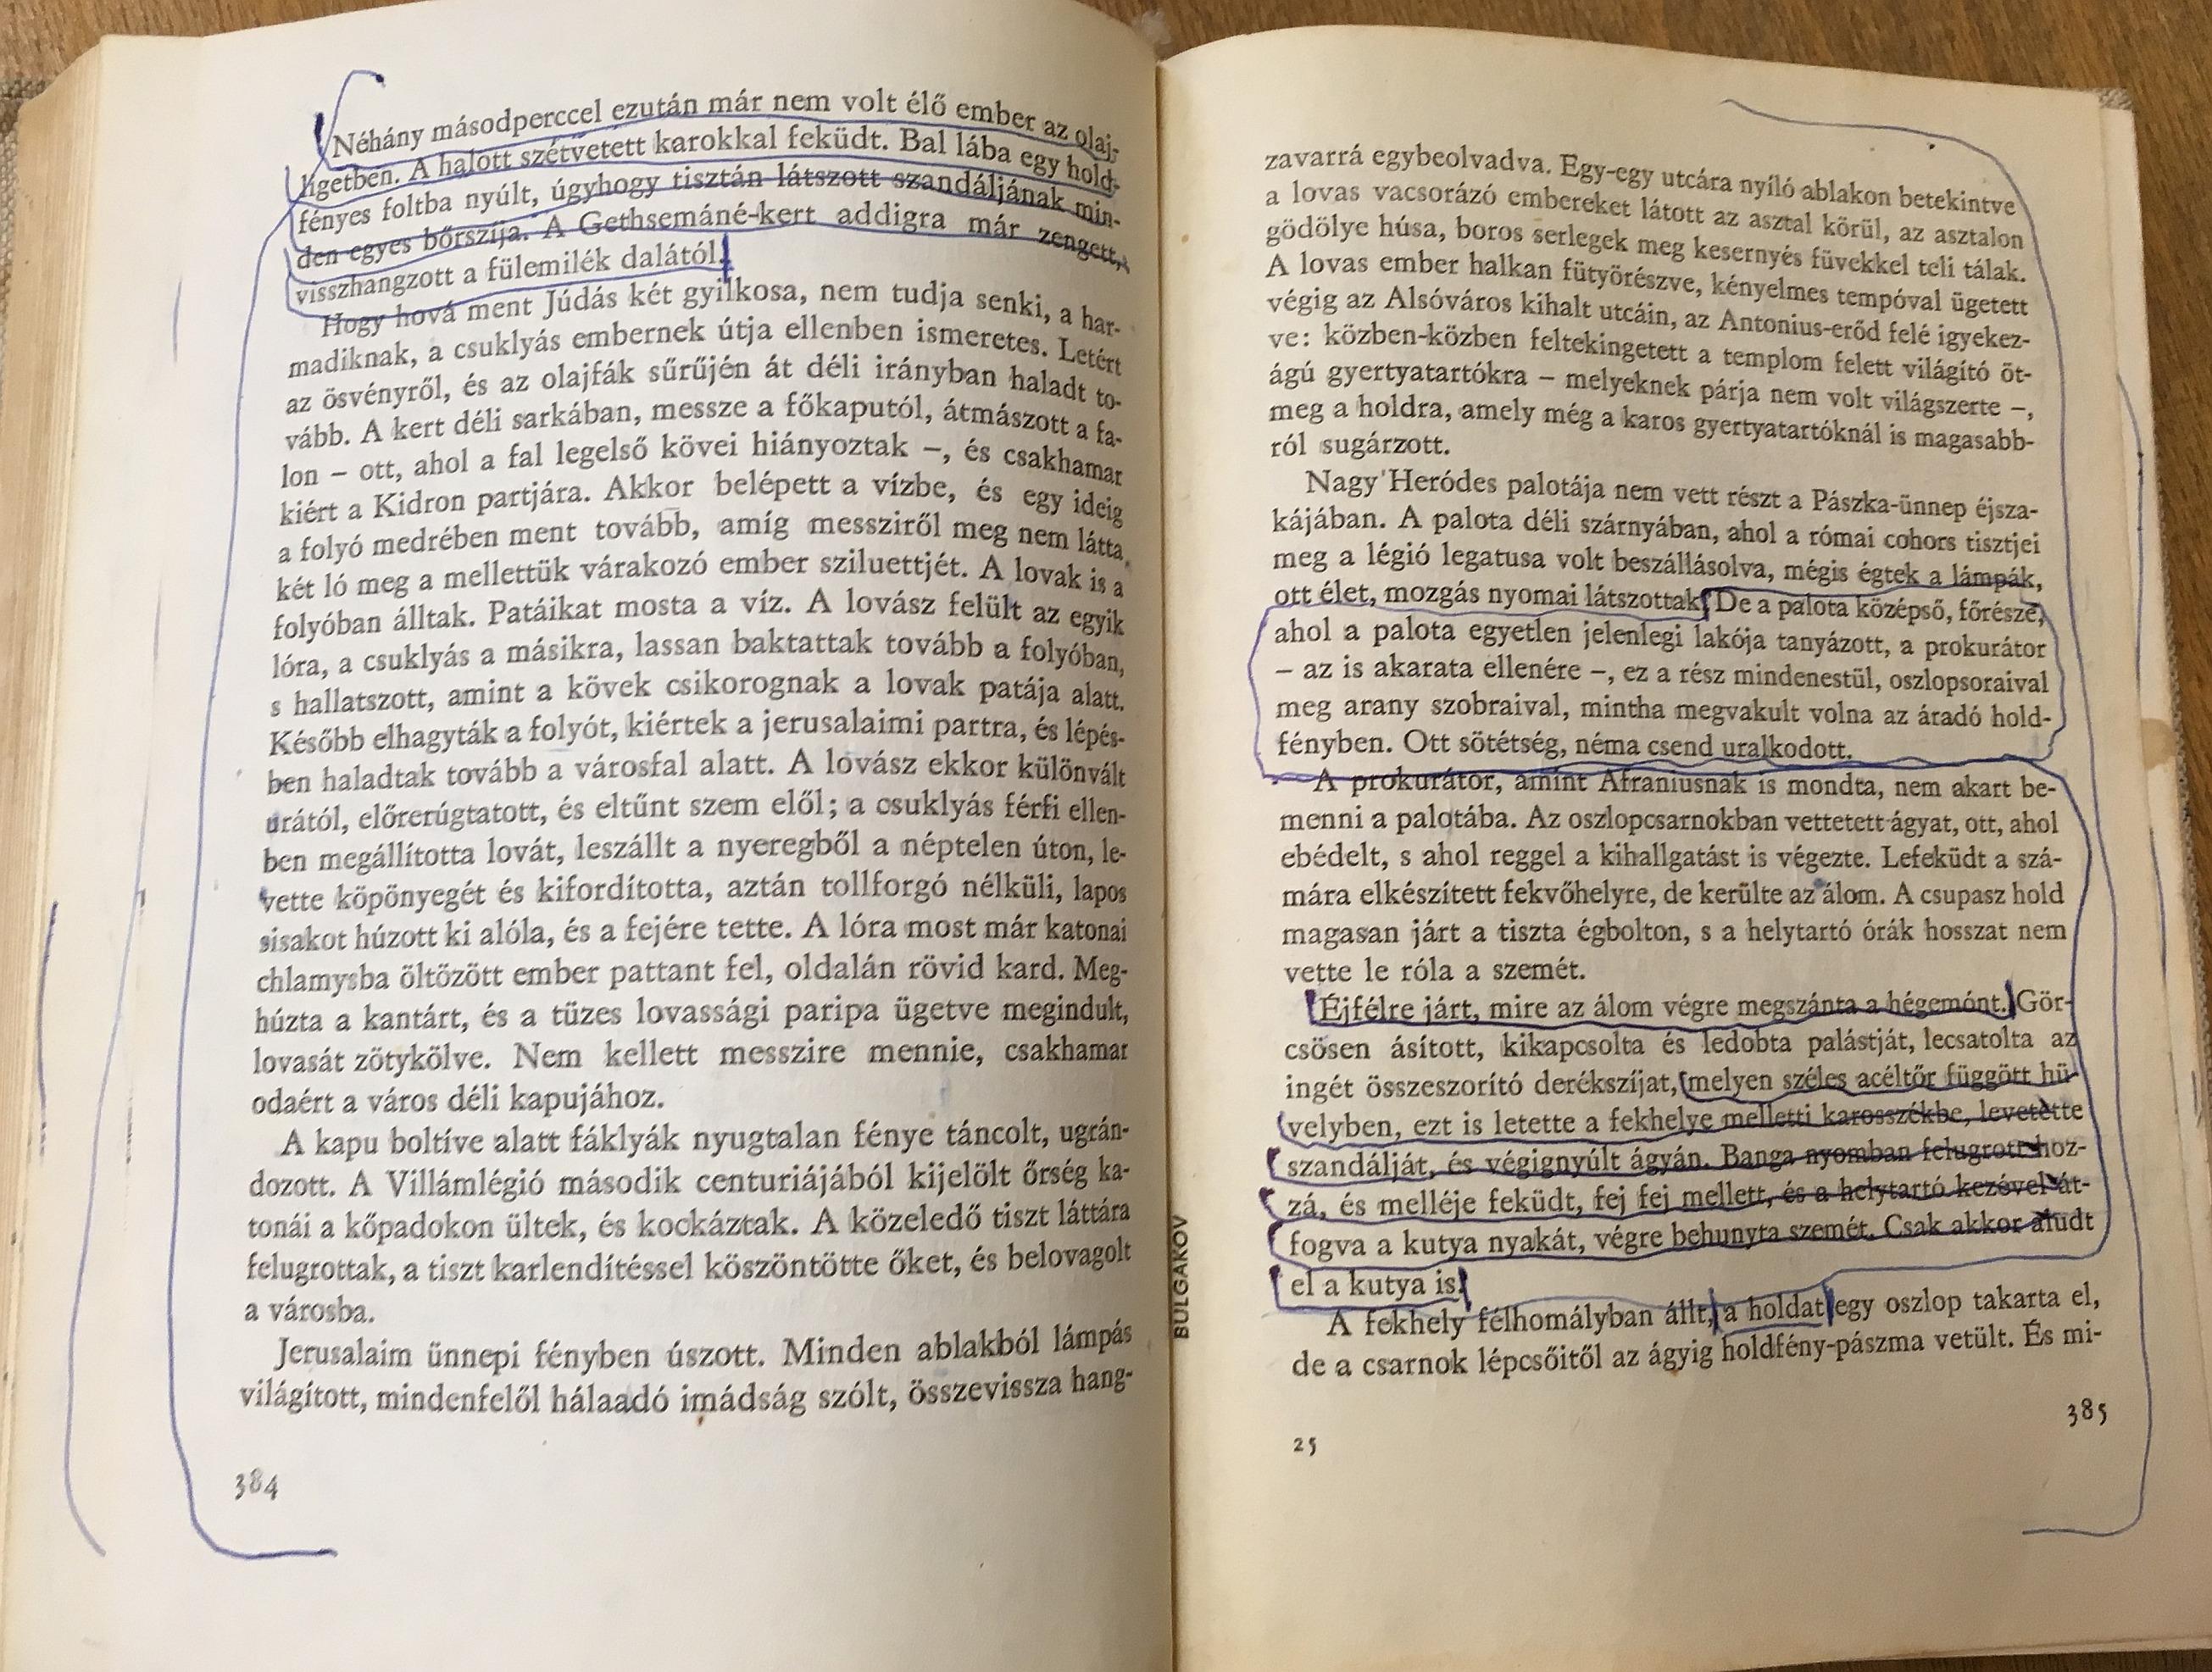 Néhány másodperccel ezután már nem volt élő ember az olaj-
ligetben. A halott szétvetett karokkal feküdt. Bal lába egy hold-
fényes foltba nyúlt, úgyhogy tisztán látszott szandáljának min-
den egyes bőrszíja. A Gethsemáné-kert addigra már zengett,
visszhangzott a fülemilék dalától.
Hogy hová ment Júdás két gyilkosa, nem tudja senki, a har-
madiknak, a csuklyás embernek útja ellenben ismeretes. Letért
az ösvényről, és az olajfák sűrűjén át déli irányban haladt to-
vább. A kert déli sarkában, messze a főkaputól, átmászott a fa-
lon – ott, ahol a fal legelső kövei hiányoztak –, és csakhamar
kiért a Kidron partjára. Akkor belépett a vízbe, és egy ideig
a folyó medrében ment tovább, amíg messziről meg nem látta
két ló meg a mellettük várakozó ember sziluettjét. A lovak is a
folyóban álltak. Patáikat mosta a víz. A lovász felült az egyik
lóra, a csuklyás a másikra, lassan baktattak tovább a folyóban,
s hallatszott, amint a kövek csikorognak a lovak patája alatt.
Később elhagyták a folyót, kiértek a jerusalaimi partra, és lépés-
ben haladtak tovább a városfal alatt. A lovász ekkor különvált
urától, előrerúgtatott, és eltűnt szem elől; a csuklyás férfi ellen-
ben megállította lovát, leszállt a nyeregből a néptelen úton, le-
vette köpönyegét és kifordította, aztán tollforgó nélküli, lapos
sisakot húzott ki alóla, és a fejére tette. A lóra most már katonai
chlamysba öltözött ember pattant fel, oldalán rövid kard. Meg-
húzta a kantárt, és a tüzes lovassági paripa ügetve megindult,
lovasát zötykölve. Nem kellett messzire mennie, csakhamar
odaért a város déli kapujához.
A kapu boltíve alatt fáklyák nyugtalan fénye táncolt, ugrán-
dozott. A Villámlégió második centuriájából kijelölt őrség ka-
tonái a kőpadokon ültek, és kockáztak. A közeledő tiszt láttára
felugrottak, a tiszt karlendítéssel köszöntötte őket, és belovagolt
a városba.
Jerusalaim ünnepi fényben úszott. Minden ablakból lámpás
világított, mindenfelől hálaadó imádság szólt, összevissza hang-
384
zavarrá egybeolvadva. Egy-egy utcára nyíló ablakon betekintve
a lovas vacsorázó embereket látott az asztal körül, az asztalon
gödölye húsa, boros serlegek meg kesernyés füvekkel teli tálak.
A lovas ember halkan fütyörészve, kényelmes tempóval ügetett
végig az Alsóváros kihalt utcáin, az Antonius-erőd felé igyekez-
ve: közben-közben feltekingetett a templom felett világító öt-
ágú gyertyatartókra – melyeknek párja nem volt világszerte –,
meg a holdra, amely még a karos gyertyatartóknál is magasabb-
ról sugárzott.
Nagy Heródes palotája nem vett részt a Pászka-ünnep éjsza-
kájában. A palota déli szárnyában, ahol a római cohors tisztjei
meg a légió legatusa volt beszállásolva, mégis égtek a lámpák,
ott élet, mozgás nyomai látszottak. De a palota középső, főrésze,
ahol a palota egyetlen jelenlegi lakója tanyázott, a prokurátor
– az is akarata ellenére –, ez a rész mindenestül, oszlopsoraival
meg arany szobraival, mintha megvakult volna az áradó hold-
fényben. Ott sötétség, néma csend uralkodott.
A prokurátor, amint Afraniusnak is mondta, nem akart be-
menni a palotába. Az oszlopcsarnokban vettetett ágyat, ott, ahol
ebédelt, s ahol reggel a kihallgatást is végezte. Lefeküdt a szá-
mára elkészített fekvőhelyre, de kerülte az álom. A csupasz hold
magasan járt a tiszta égbolton, s a helytartó órák hosszat nem
vette le róla a szemét.
Éjfélre járt, mire az álom végre megszánta a hégemónt. Gör-
csösen ásított, kikapcsolta és ledobta palástját, lecsatolta az
ingét összeszorító derékszíjat, melyen széles acéltőr függött hü-
velyben, ezt is letette a fekhelye melletti karosszékbe, levetette
szandálját, és végignyúlt ágyán. Banga nyomban felugrott hoz-
zá, és melléje feküdt, fej fej mellett, és a helytartó kezével át-
fogva a kutya nyakát, végre behunyta szemét. Csak akkor aludt
el a kutya is.
A fekhely félhomályban állt, a holdat egy oszlop takarta el,
de a csarnok lépcsőitől az ágyig holdfény-pászma vetült. És mi-
25
385
BULGAKOV